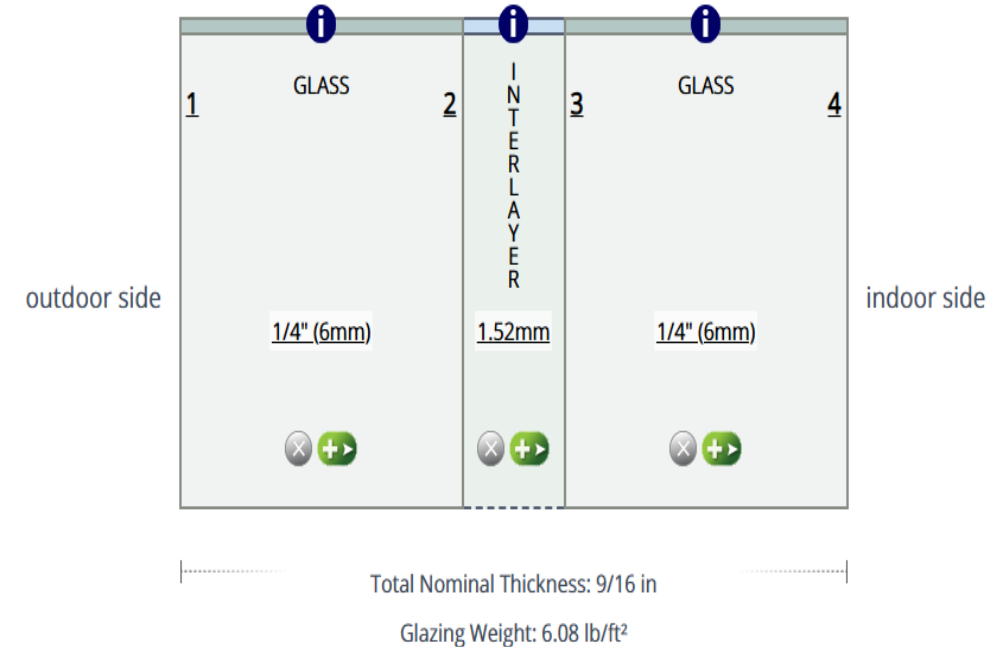 i i i
GLASS INTERLAYER GLASS
1 2 3 4
outdoor side indoor side
1/4" (6mm) 1.52mm 1/4" (6mm)
Total Nominal Thickness: 9/16 in
Glazing Weight: 6.08 lb/ft²